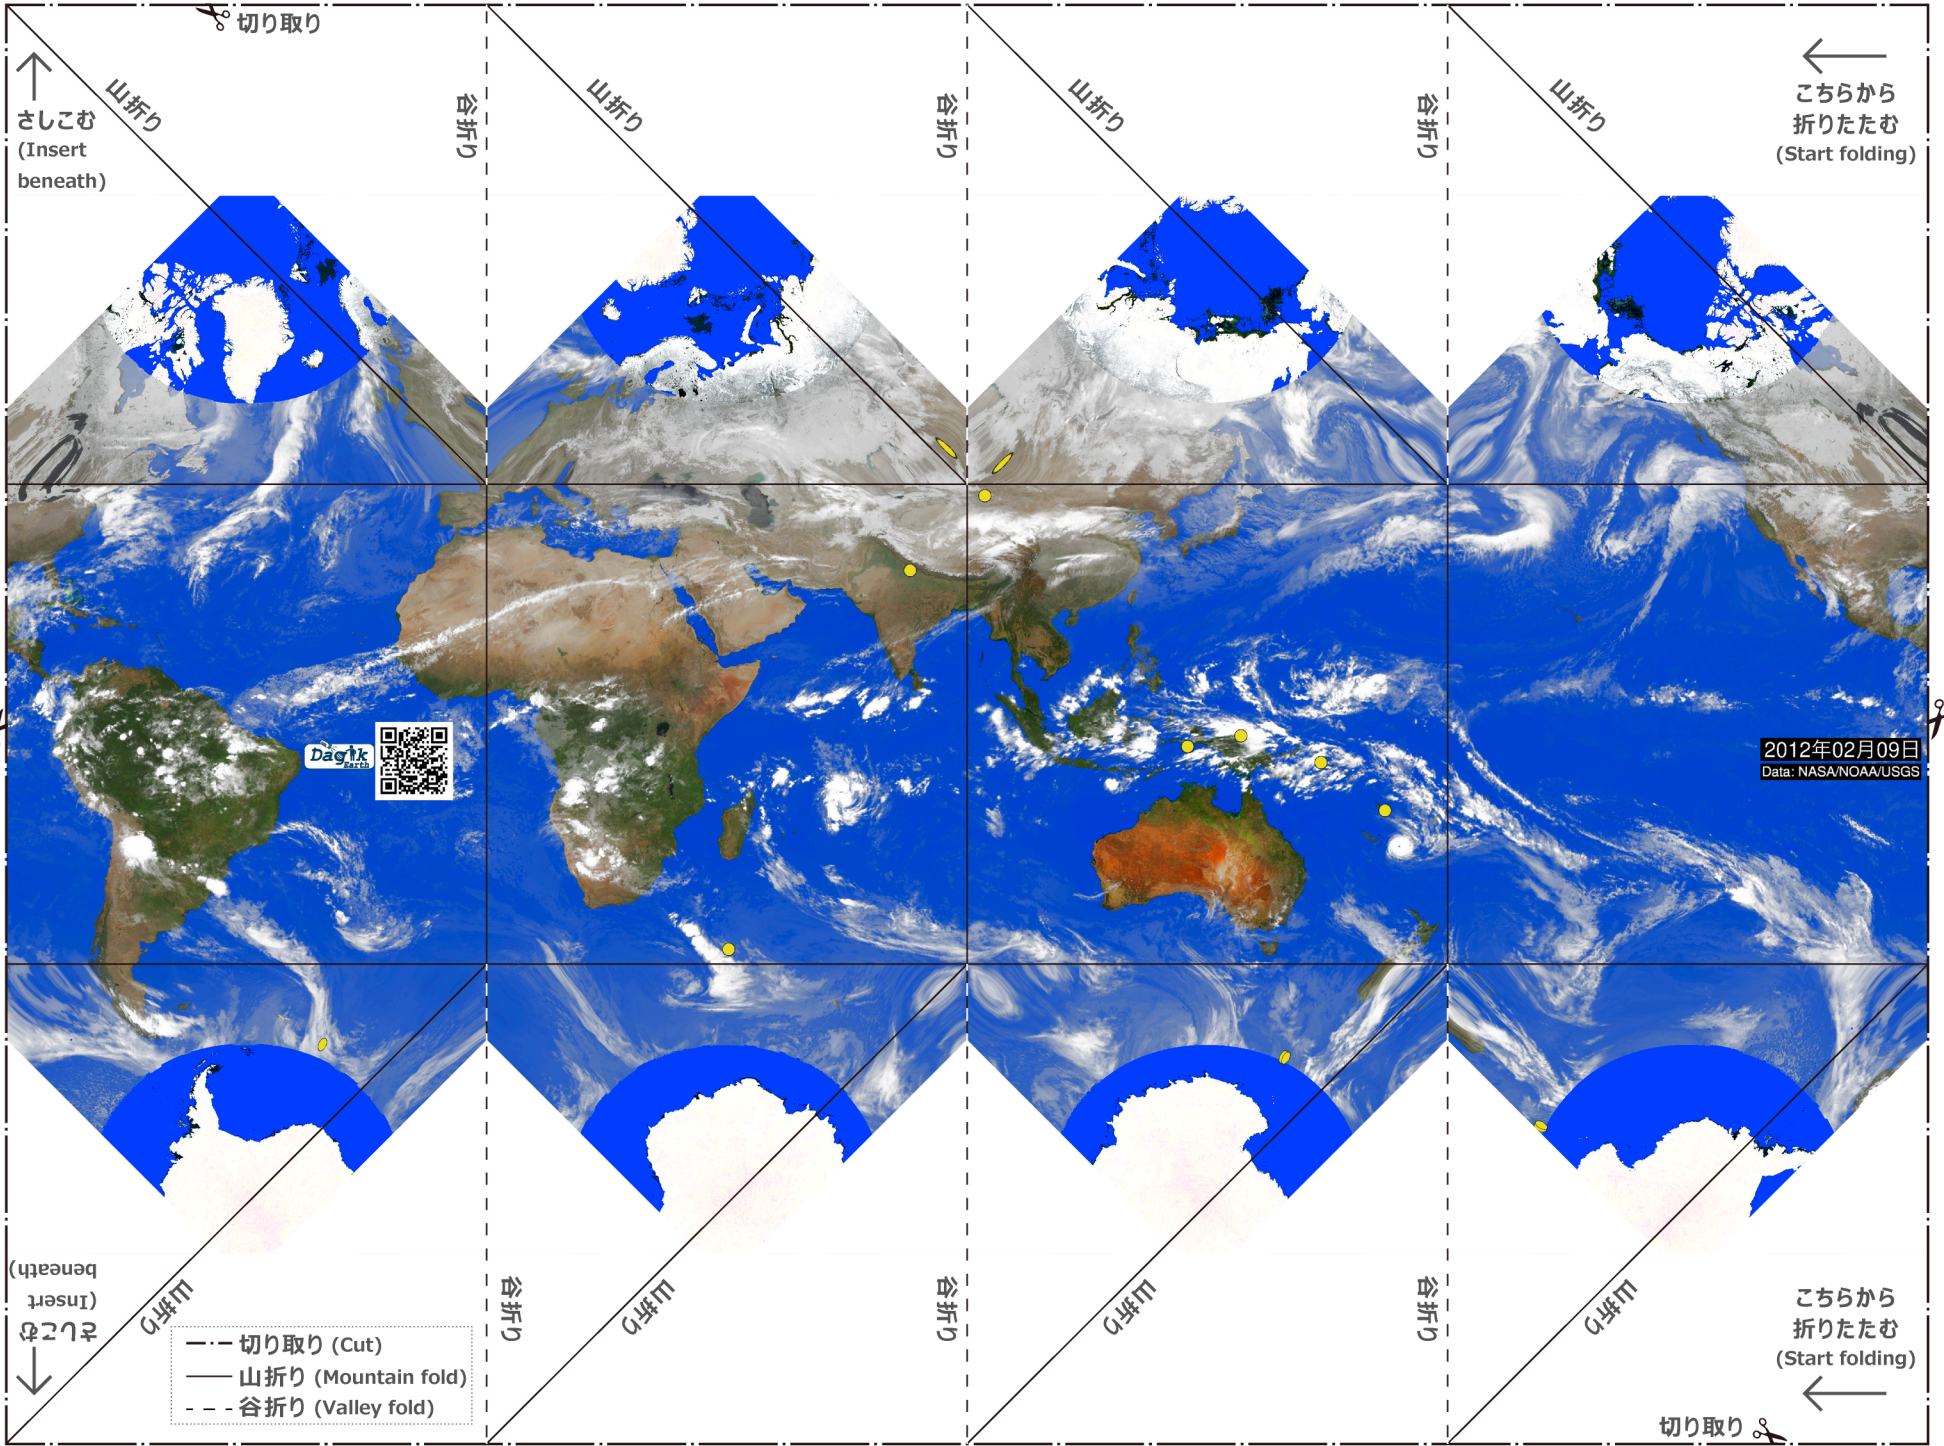 切り取り
山折り
谷折り
山折り
谷折り
山折り
谷折り
山折り
こちらから
折りたたむ
(Start folding)
さしこむ
(Insert
beneath)
Dagik
Earth
2012年02月09日
Data: NASA/NOAA/USGS
さしこむ
(Insert
beneath)
山折り
谷折り
山折り
谷折り
山折り
谷折り
山折り
こちらから
折りたたむ
(Start folding)
切り取り (Cut)
山折り (Mountain fold)
谷折り (Valley fold)
切り取り